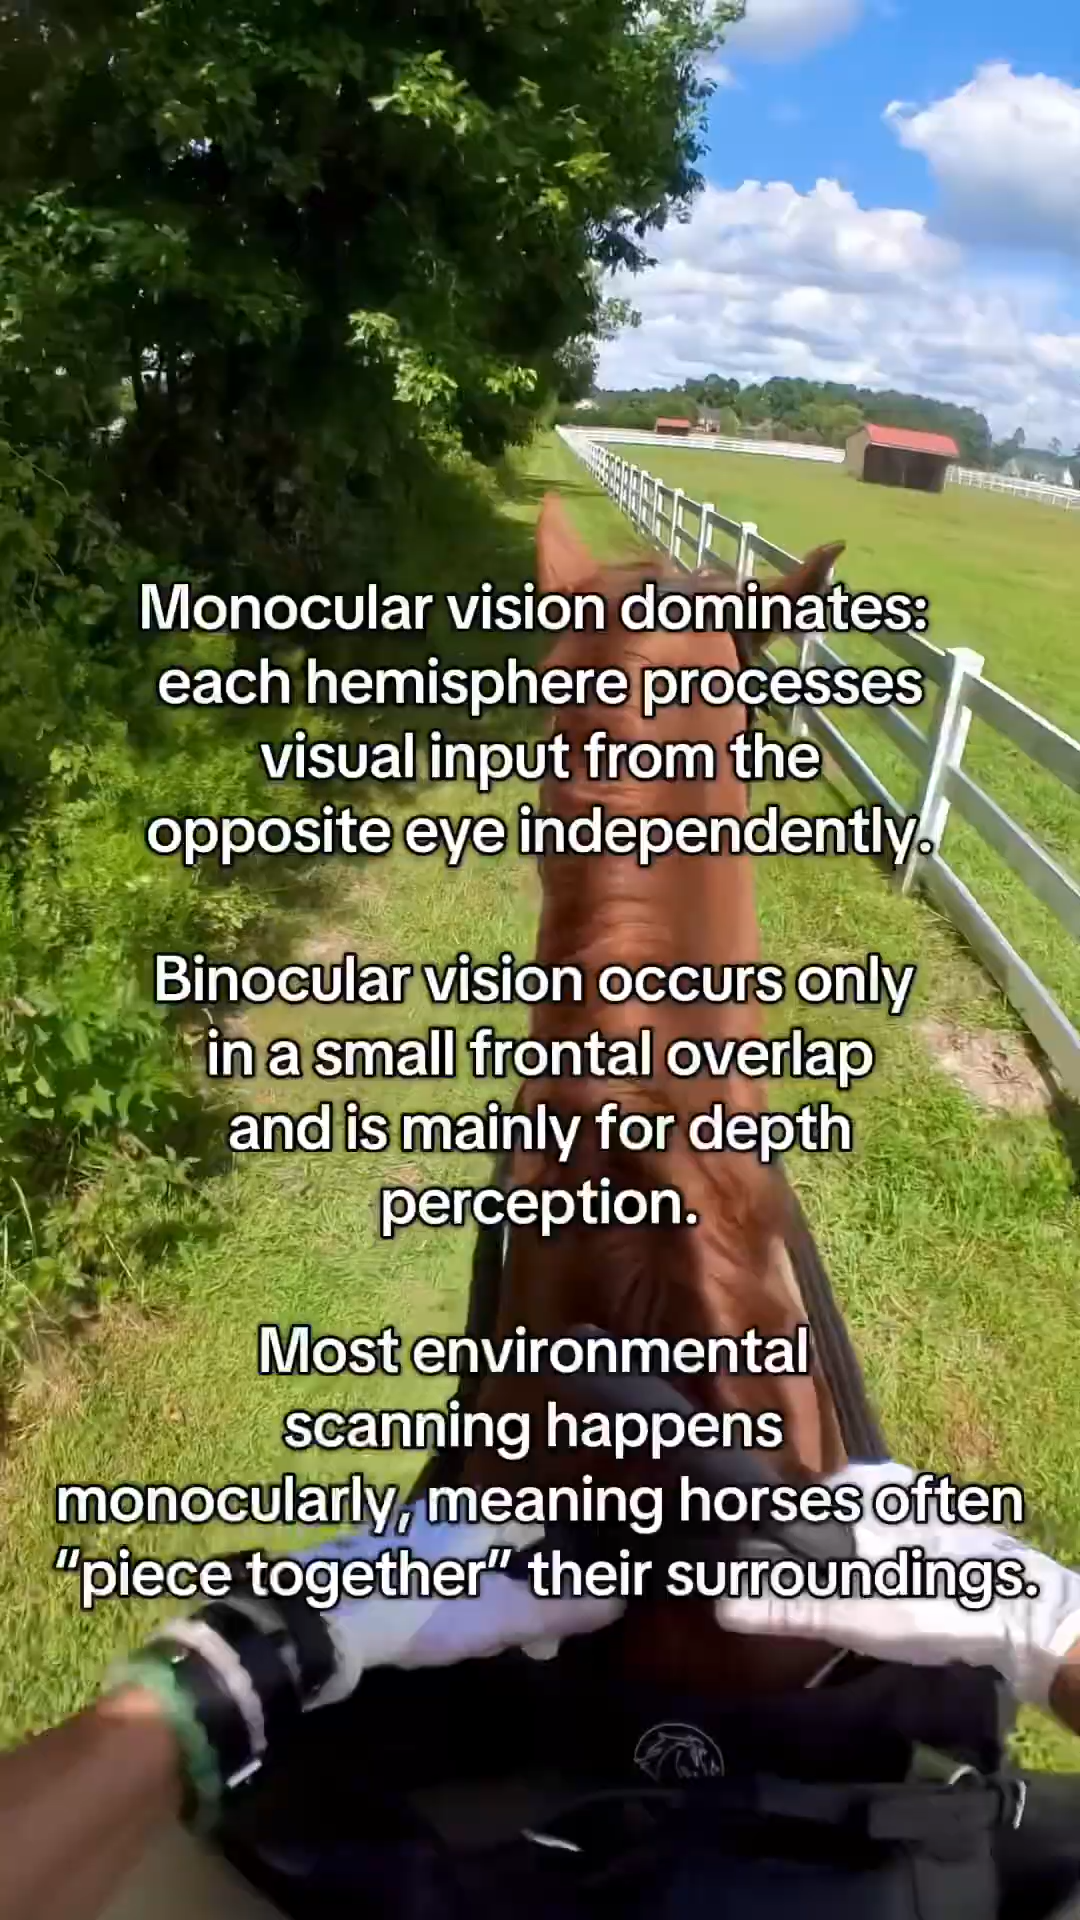 Monocular vision dominates:
each hemisphere processes
visual input from the
opposite eye independently.
Binocular vision occurs only
in a small frontal overlap
and is mainly for depth
perception.
Most environmental
scanning happens
monocularly, meaning horses often
“piece together” their surroundings.